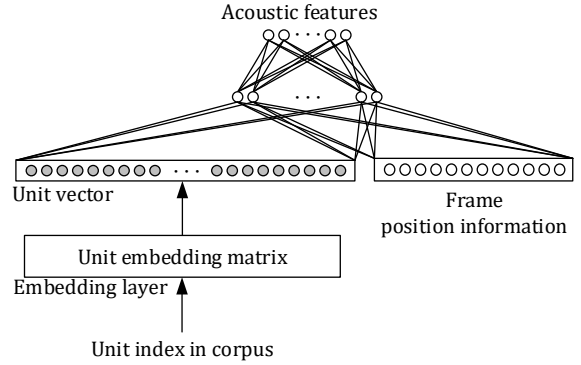 Acoustic features
Unit vector
Frame
position information
Unit embedding matrix
Embedding layer
Unit index in corpus